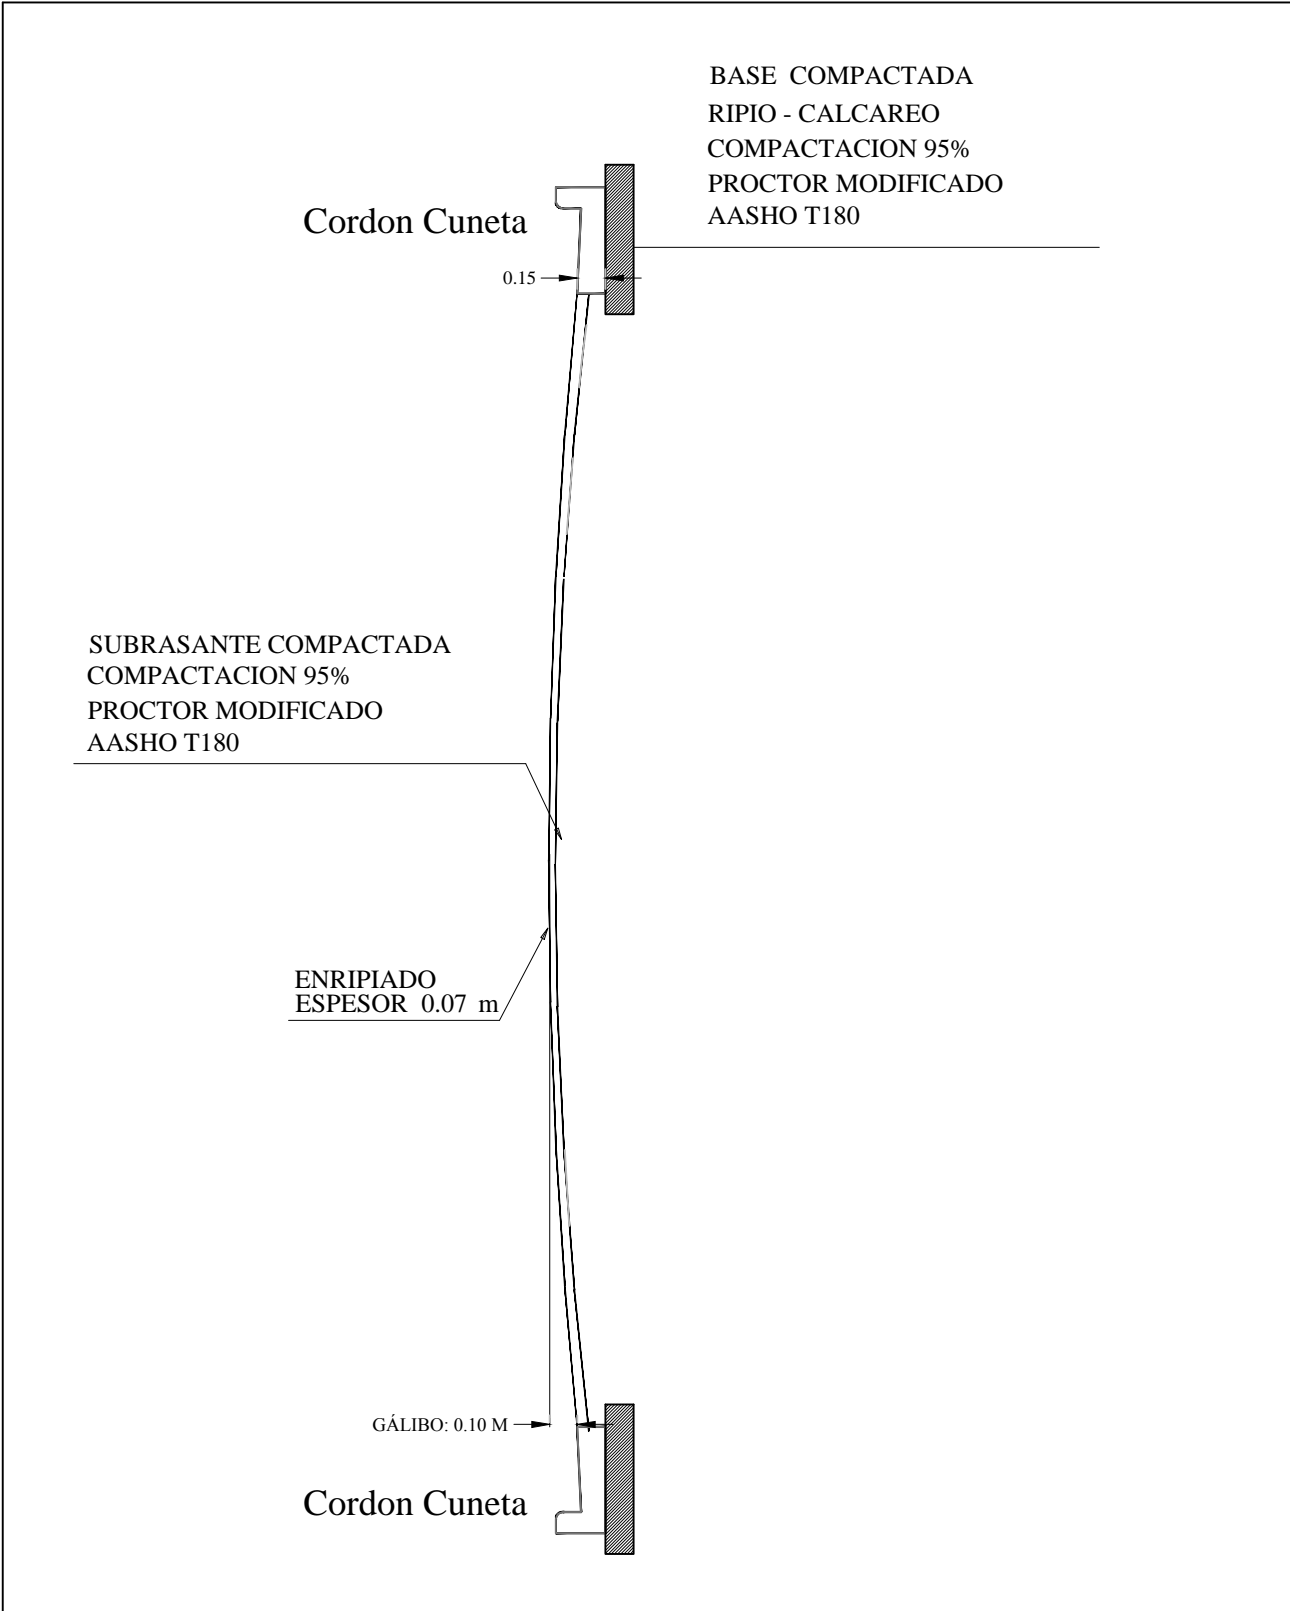 BASE COMPACTADA
RIPIO - CALCAREO
COMPACTACION 95%
PROCTOR MODIFICADO
AASHO T180
Cordon Cuneta
0.15
SUBRASANTE COMPACTADA
COMPACTACION 95%
PROCTOR MODIFICADO
AASHO T180
ENRIPIADO
ESPESOR 0.07 m
GÁLIBO: 0.10 M
Cordon Cuneta